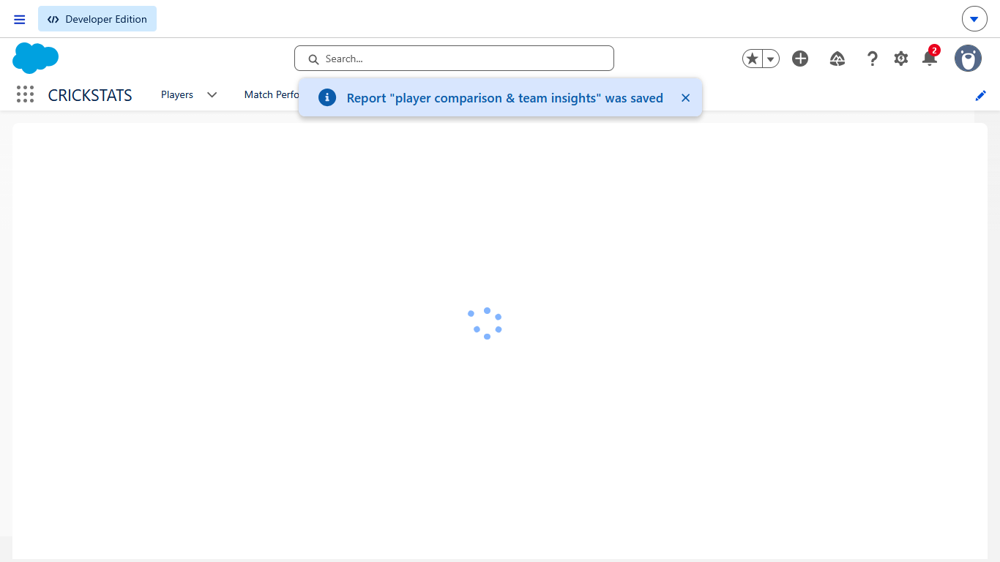 Developer Edition
Search...
2
CRICKSTATS
Players
Match Perfo
Report "player comparison & team insights" was saved